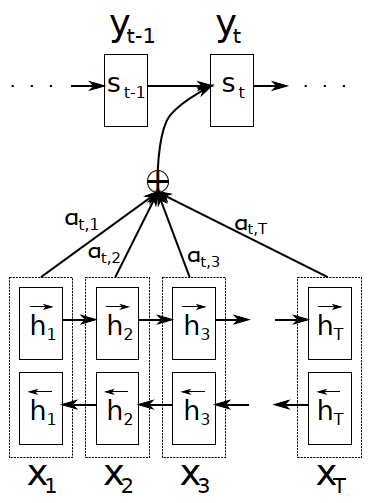 y_{t-1} y_t
. . . s_{t-1} s_t . . .
+
a_{t,1} a_{t,2} a_{t,3} a_{t,T}
\overrightarrow{h}_1 \overrightarrow{h}_2 \overrightarrow{h}_3 \overrightarrow{h}_T
\overleftarrow{h}_1 \overleftarrow{h}_2 \overleftarrow{h}_3 \overleftarrow{h}_T
x_1 x_2 x_3 x_T